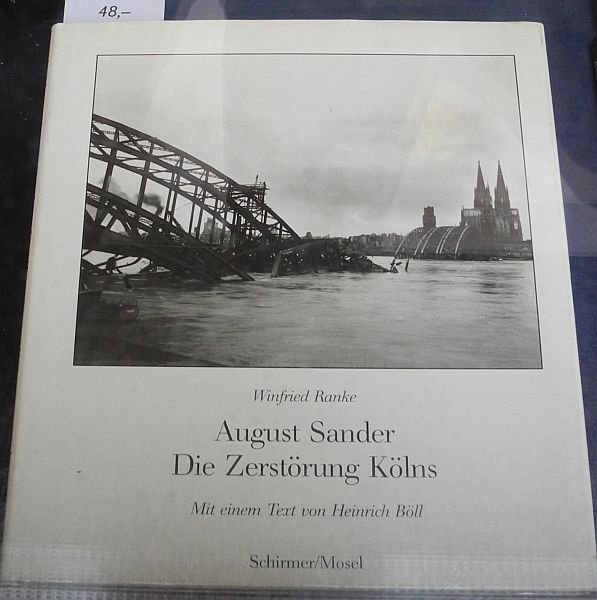 48,–
Winfried Ranke
August Sander
Die Zerstörung Kölns
Mit einem Text von Heinrich Böll
Schirmer/Mosel